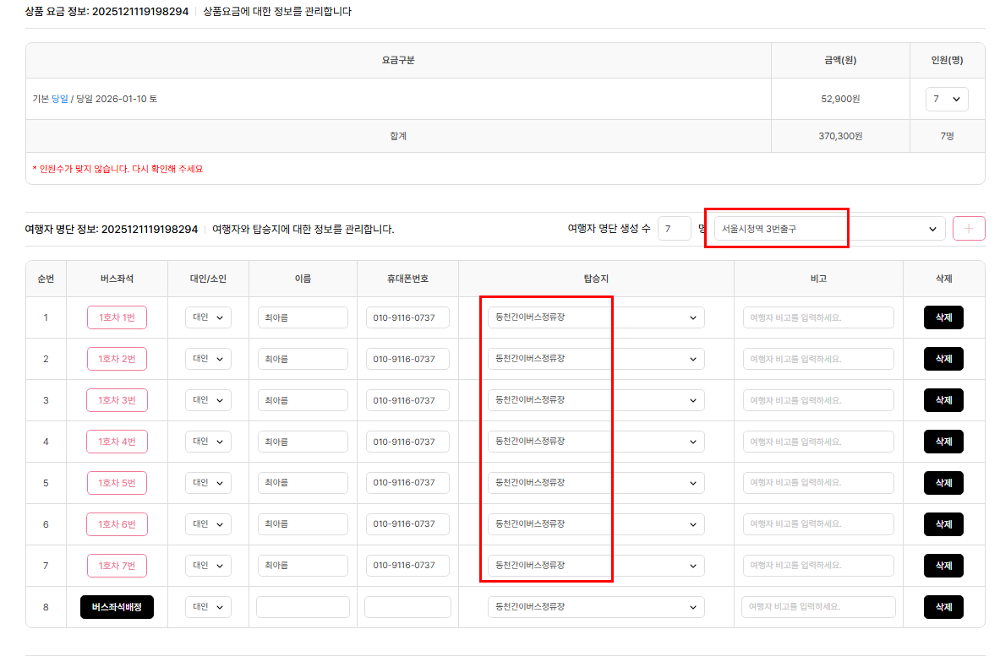 상품 요금 정보: 2025121119198294 상품요금에 대한 정보를 관리합니다
요금구분 금액(원) 인원(명)
기본 당일 / 당일 2026-01-10 토 52,900원 7
합계 370,300원 7명
* 인원수가 맞지 않습니다. 다시 확인해 주세요
여행자 명단 정보: 2025121119198294 여행자와 탑승지에 대한 정보를 관리합니다. 여행자 명단 생성 수 7 명 서울시청역 3번출구 +
순번 버스좌석 대인/소인 이름 휴대폰번호 탑승지 비고 삭제
1 1호차 1번 대인 최아름 010-9116-0737 동천간이버스정류장 여행자 비고를 입력하세요. 삭제
2 1호차 2번 대인 최아름 010-9116-0737 동천간이버스정류장 여행자 비고를 입력하세요. 삭제
3 1호차 3번 대인 최아름 010-9116-0737 동천간이버스정류장 여행자 비고를 입력하세요. 삭제
4 1호차 4번 대인 최아름 010-9116-0737 동천간이버스정류장 여행자 비고를 입력하세요. 삭제
5 1호차 5번 대인 최아름 010-9116-0737 동천간이버스정류장 여행자 비고를 입력하세요. 삭제
6 1호차 6번 대인 최아름 010-9116-0737 동천간이버스정류장 여행자 비고를 입력하세요. 삭제
7 1호차 7번 대인 최아름 010-9116-0737 동천간이버스정류장 여행자 비고를 입력하세요. 삭제
8 버스좌석배정 대인 동천간이버스정류장 여행자 비고를 입력하세요. 삭제